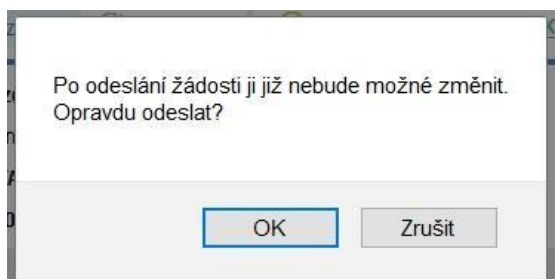 Po odeslání žádosti ji již nebude možné změnit.
Opravdu odeslat?
OK
Zrušit